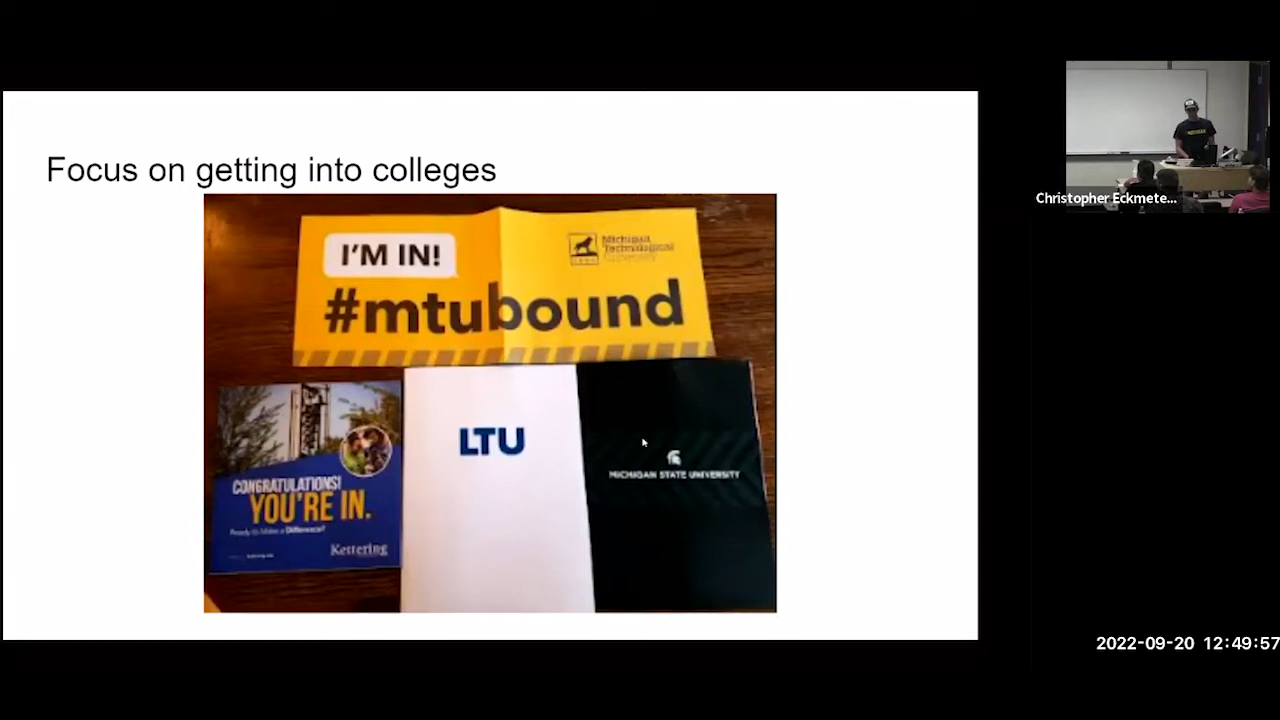 Focus on getting into colleges
I'M IN!
Michigan
Technological
University
#mtubound
CONGRATULATIONS!
YOU'RE IN.
Ready to Make a Difference?
Kettering
LTU
MICHIGAN STATE UNIVERSITY
Christopher Eckmete...
2022-09-20 12:49:57